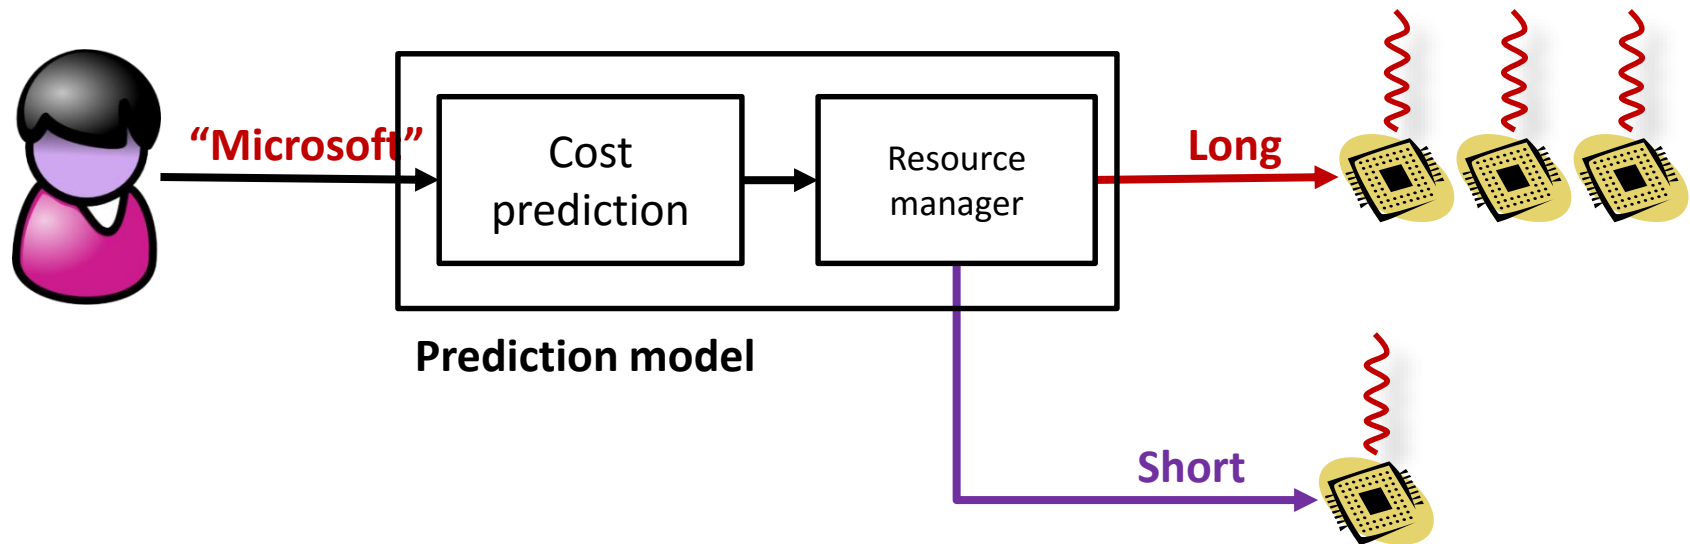 “Microsoft”
Cost
prediction
Resource
manager
Long
Prediction model
Short